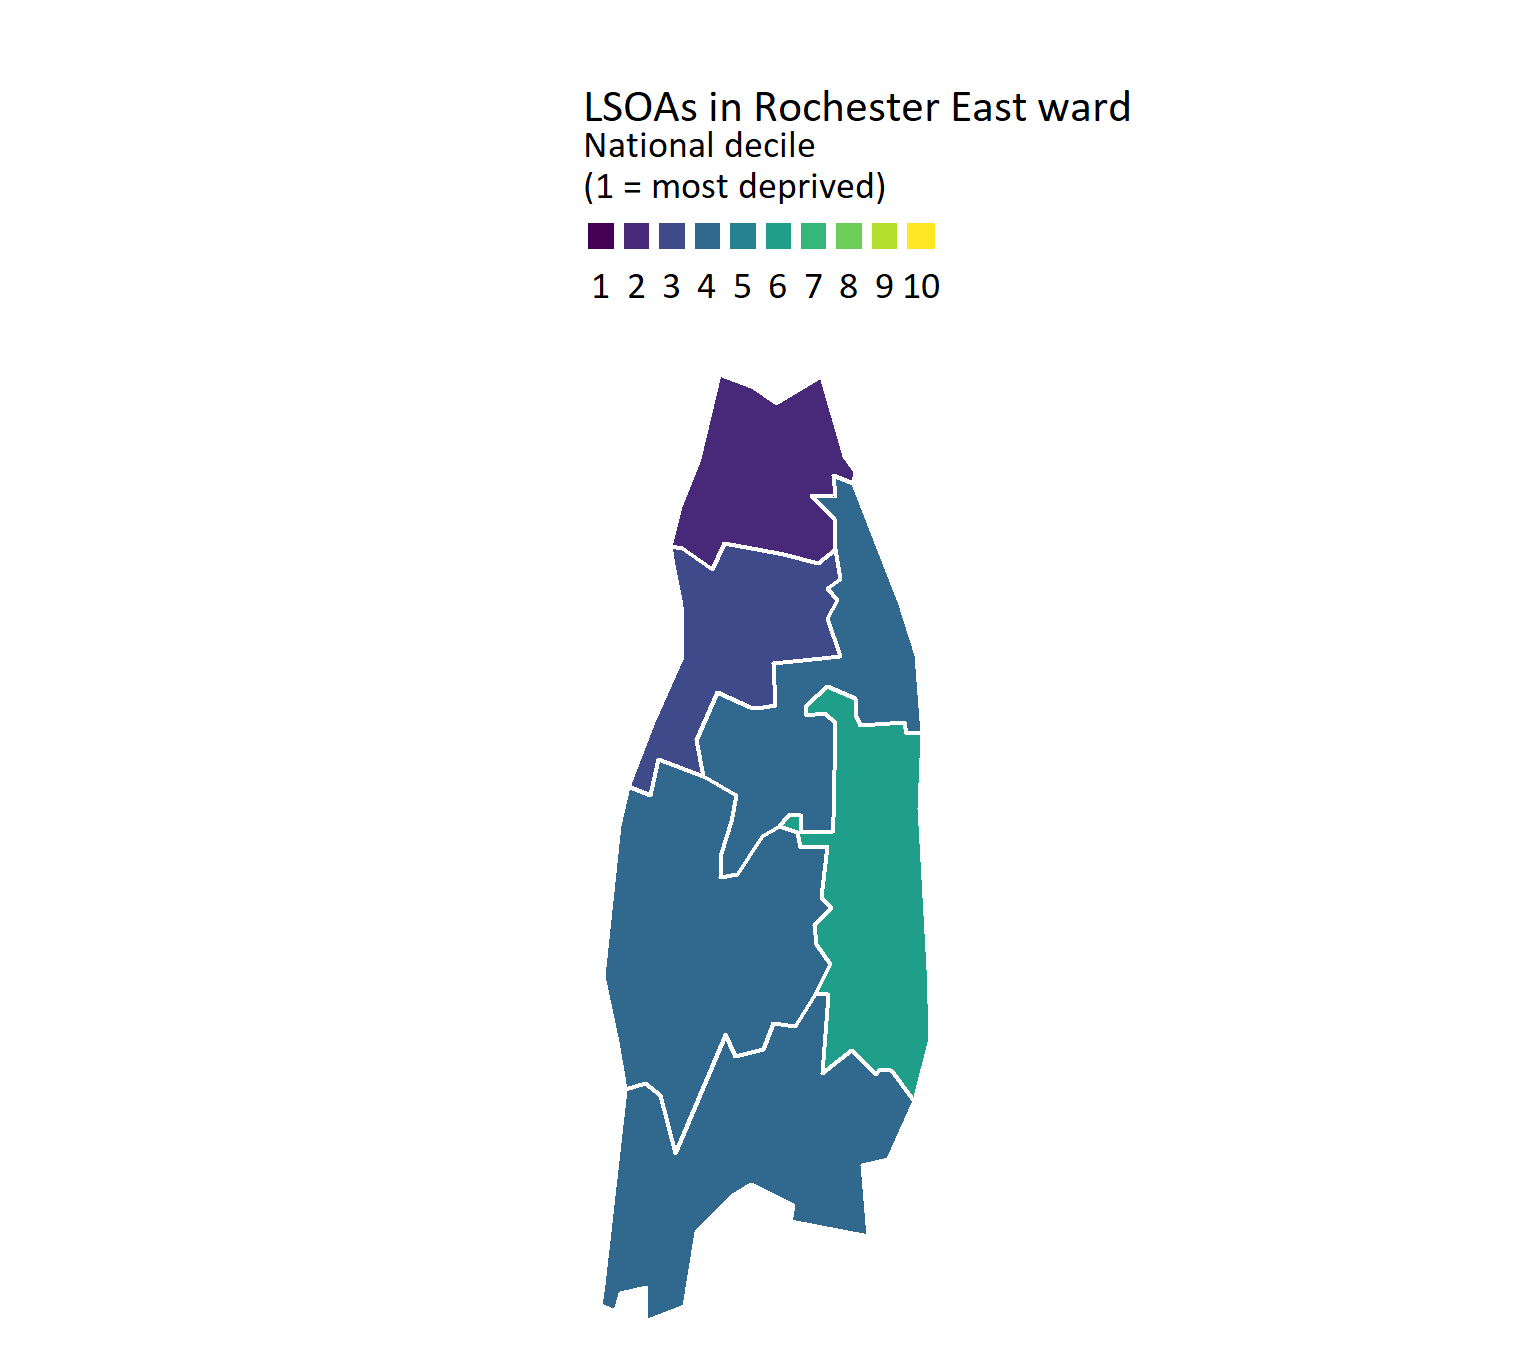 LSOAs in Rochester East ward
National decile
(1 = most deprived)
1 2 3 4 5 6 7 8 9 10